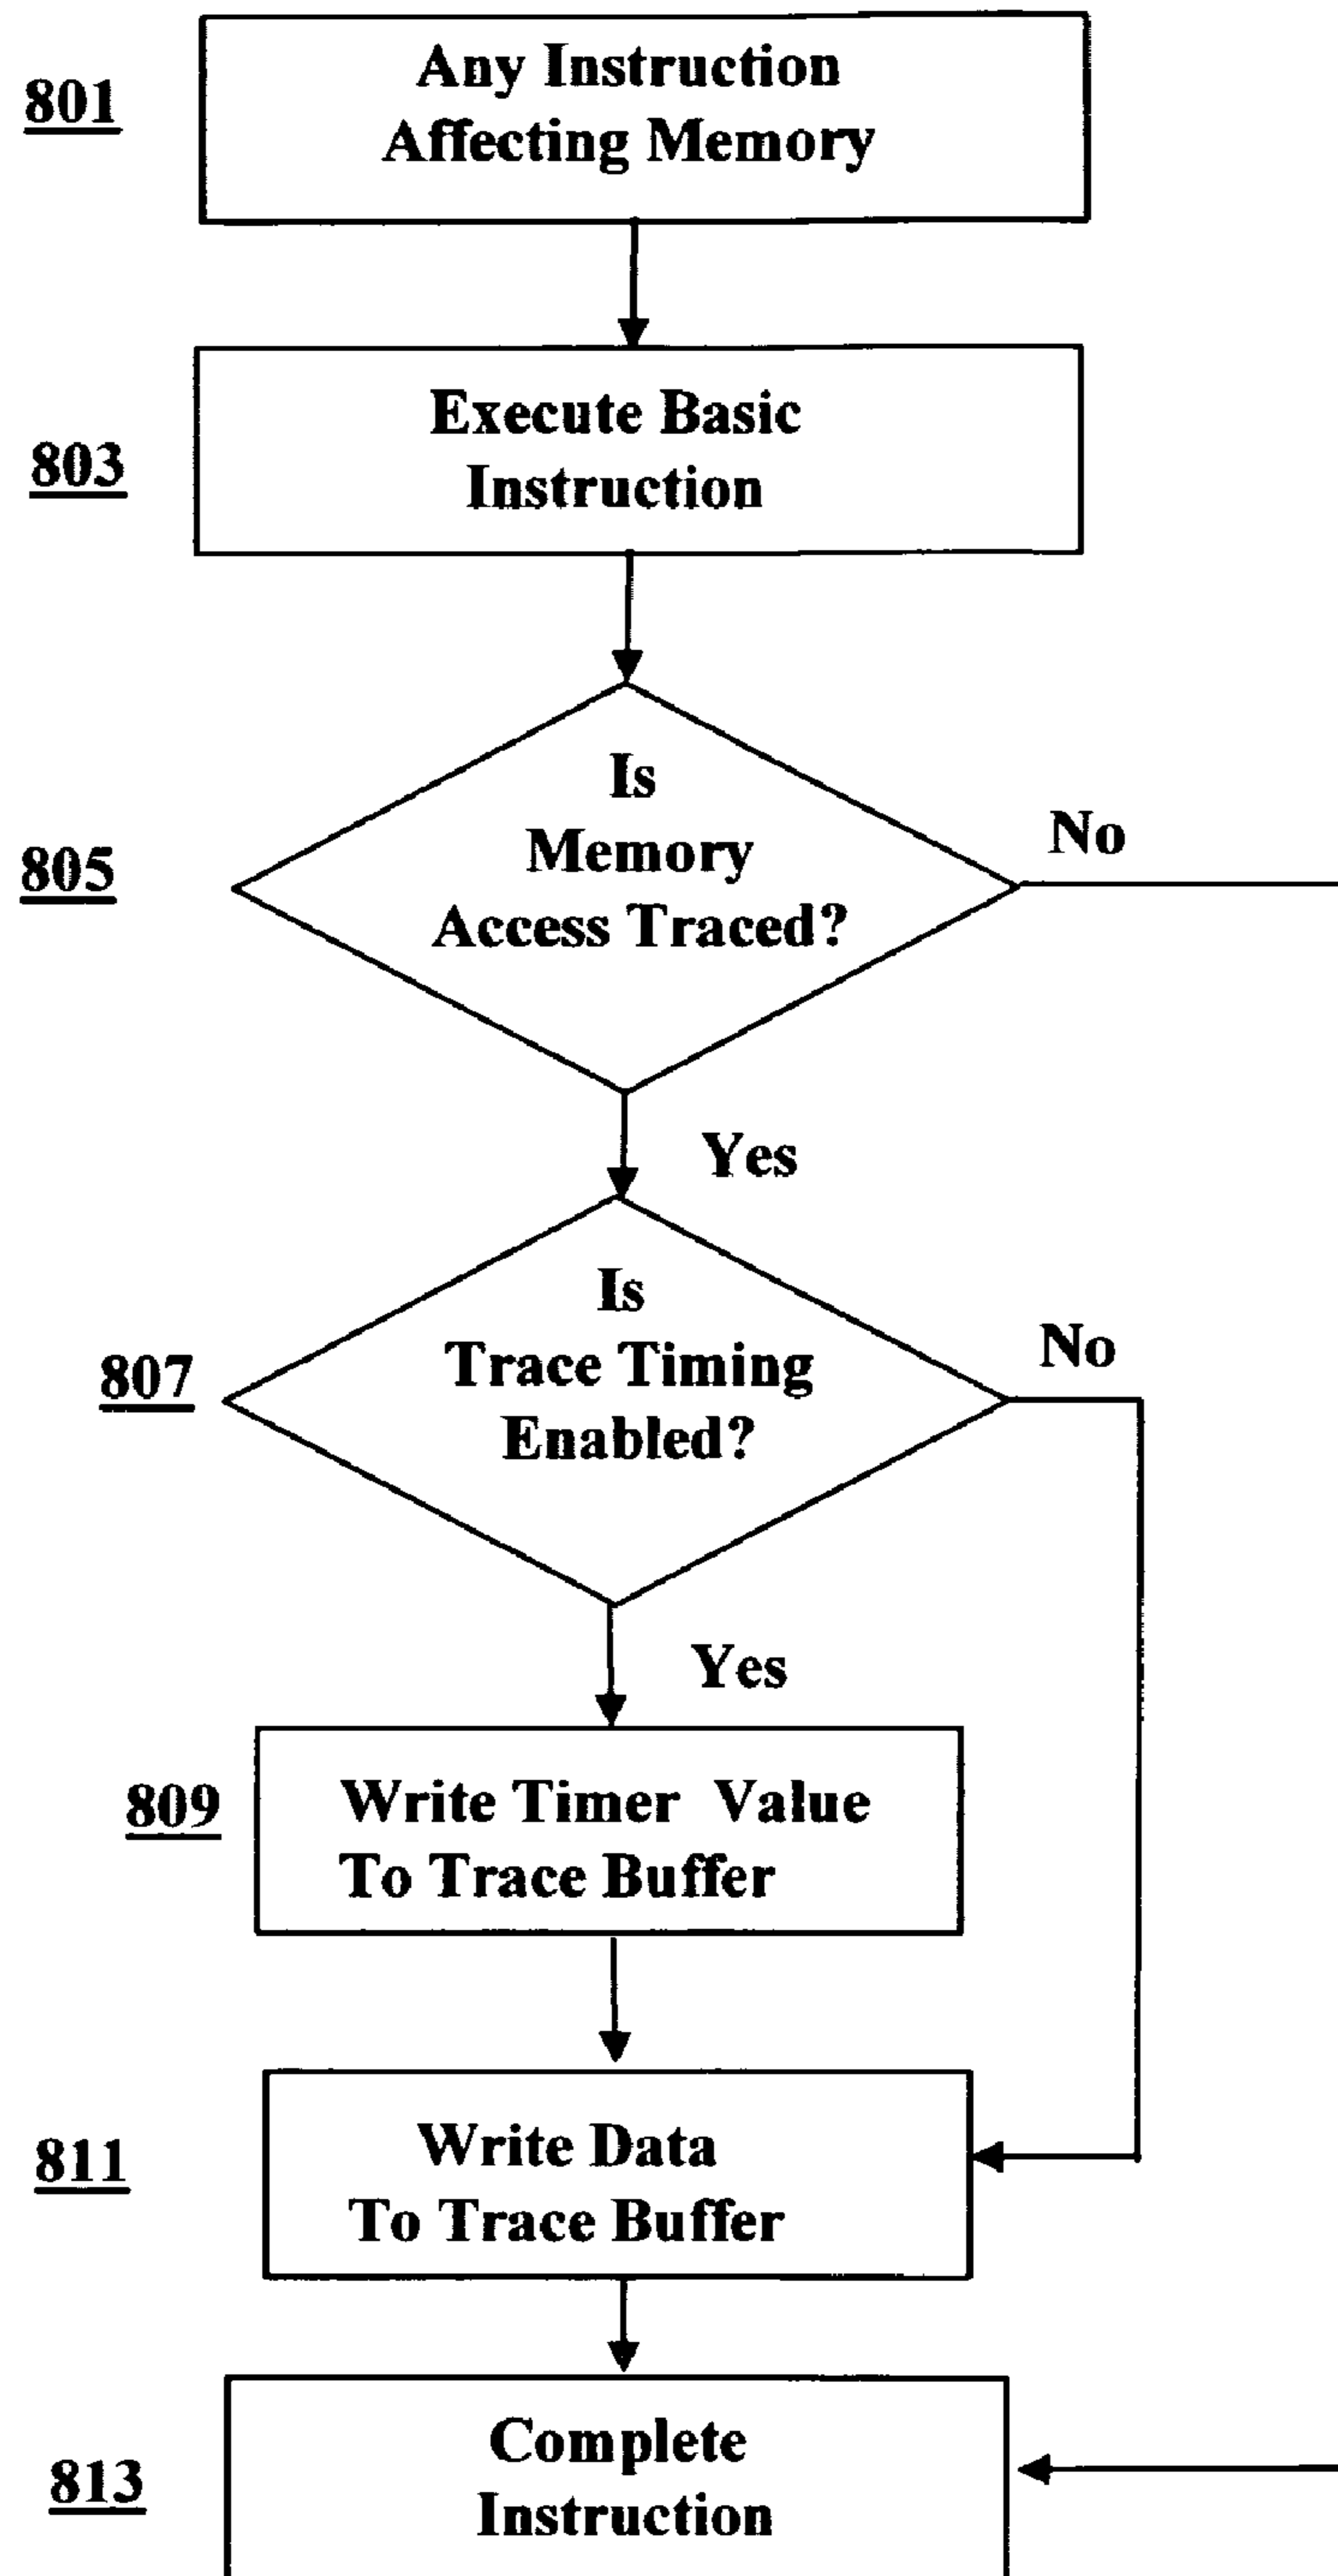 801
Any Instruction
Affecting Memory
803
Execute Basic
Instruction
805
Is
Memory
Access Traced?
No
Yes
807
Is
Trace Timing
Enabled?
No
Yes
809
Write Timer Value
To Trace Buffer
811
Write Data
To Trace Buffer
813
Complete
Instruction